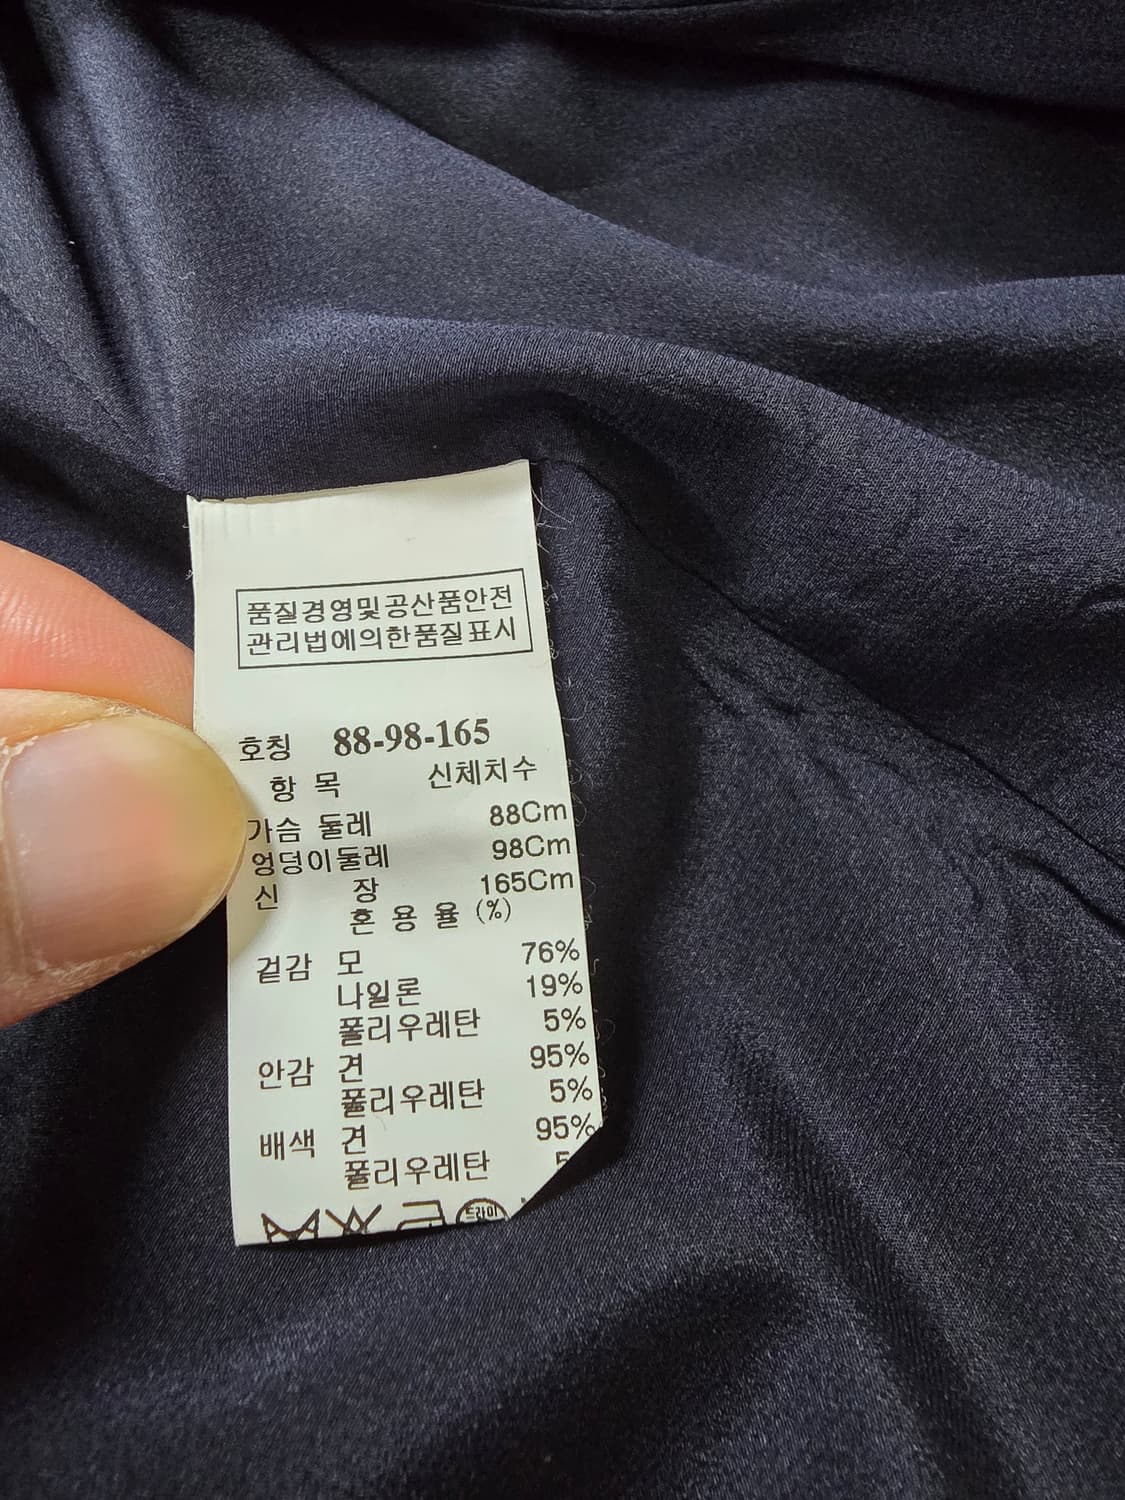 품질경영및공산품안전
관리법에의한품질표시
호칭 88-98-165
항 목 신체치수
가슴 둘레 88Cm
엉덩이둘레 98Cm
신 장 165Cm
혼 용 율 (%)
겉감 모 76%
나일론 19%
폴리우레탄 5%
안감 견 95%
폴리우레탄 5%
배색 견 95%
폴리우레탄 5
드라이